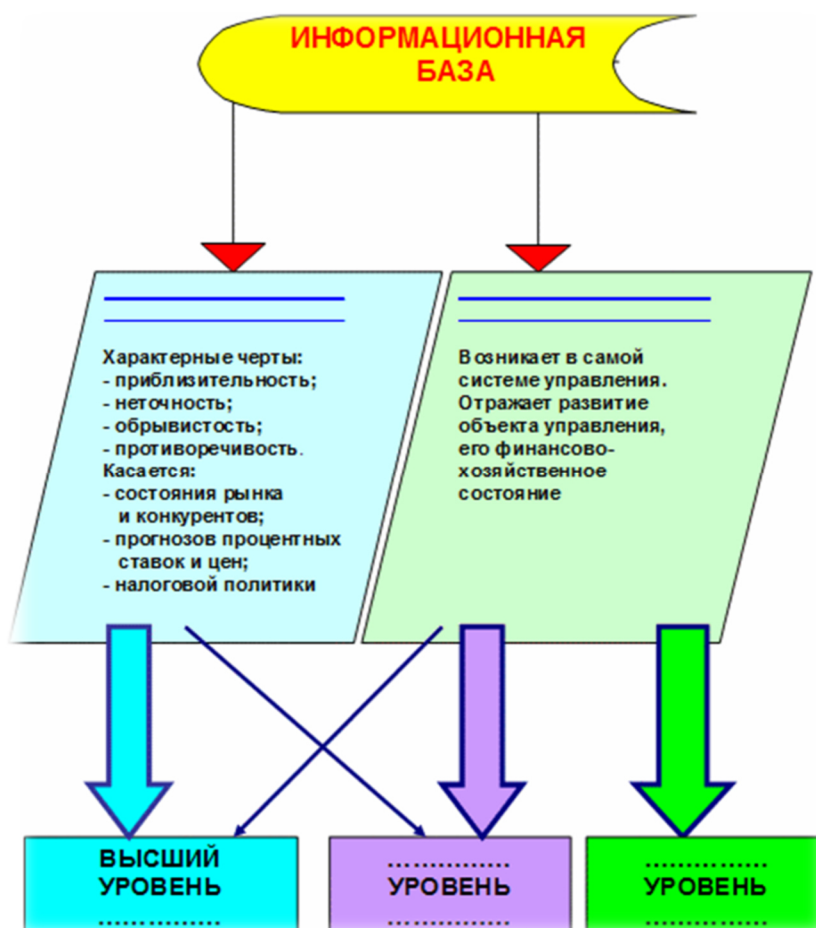 ИНФОРМАЦИОННАЯ
БАЗА
Характерные черты:
- приблизительность;
- неточность;
- обрывистость;
- противоречивость.
Касается:
- состояния рынка
и конкурентов;
- прогнозов процентных
ставок и цен;
- налоговой политики
Возникает в самой
системе управления.
Отражает развитие
объекта управления,
его финансово-
хозяйственное
состояние
ВЫСШИЙ
УРОВЕНЬ
...............
...............
УРОВЕНЬ
...............
...............
УРОВЕНЬ
...............